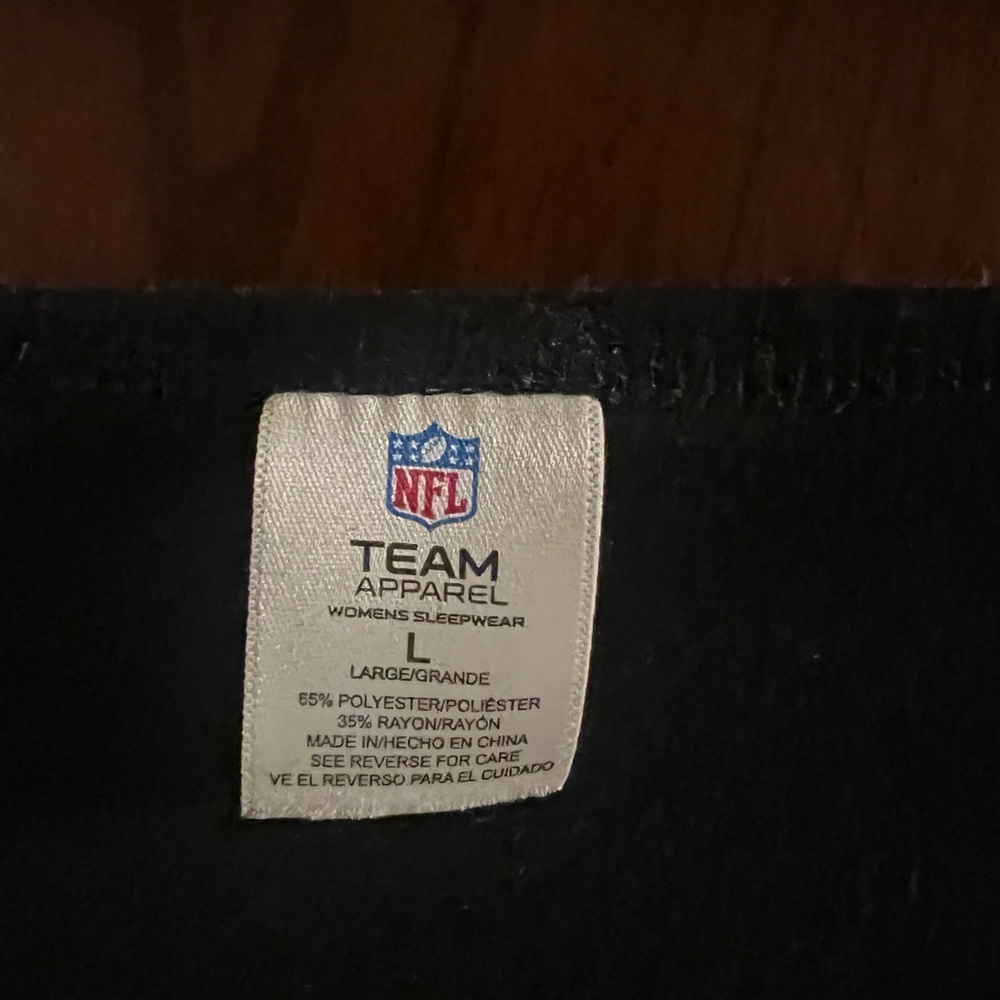 NFL
TEAM
APPAREL
WOMENS SLEEPWEAR
L
LARGE/GRANDE
65% POLYESTER/POLIÉSTER
35% RAYON/RAYÓN
MADE IN/HECHO EN CHINA
SEE REVERSE FOR CARE
VE EL REVERSO PARA EL CUIDADO